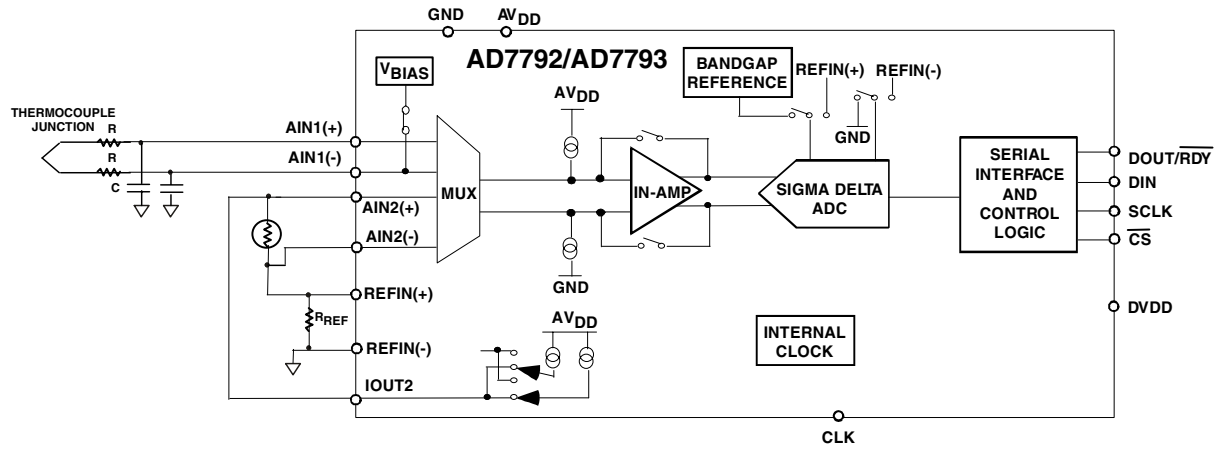 GND
AVDD
AD7792/AD7793
VBIAS
BANDGAP
REFERENCE
REFIN(+)
REFIN(-)
AVDD
GND
THERMOCOUPLE
JUNCTION
R
R
C
AIN1(+)
AIN1(-)
AIN2(+)
AIN2(-)
MUX
IN-AMP
SIGMA DELTA
ADC
SERIAL
INTERFACE
AND
CONTROL
LOGIC
DOUT/RDY
DIN
SCLK
CS
GND
REFIN(+)
RREF
REFIN(-)
AVDD
INTERNAL
CLOCK
DVDD
IOUT2
CLK